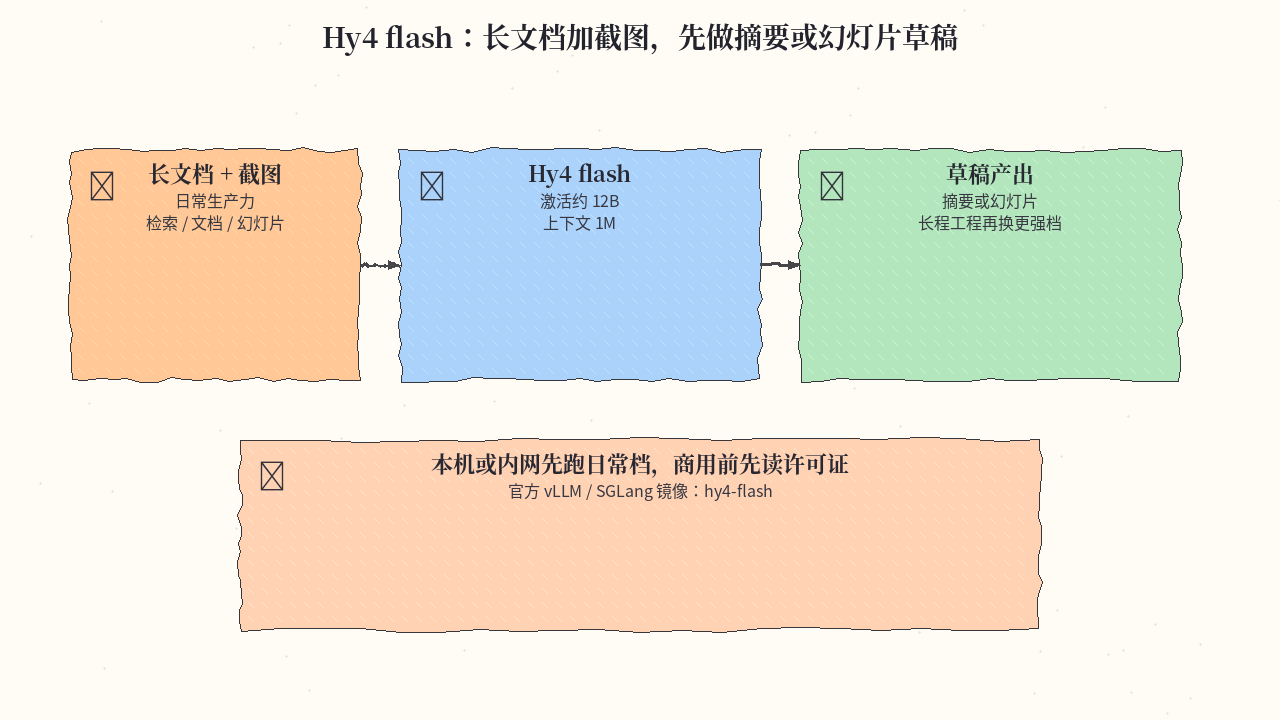 Hy4 flash：长文档加截图，先做摘要或幻灯片草稿
长文档 + 截图
日常生产力
检索 / 文档 / 幻灯片
Hy4 flash
激活约 12B
上下文 1M
草稿产出
摘要或幻灯片
长程工程再换更强档
本机或内网先跑日常档，商用前先读许可证
官方 vLLM / SGLang 镜像：hy4-flash